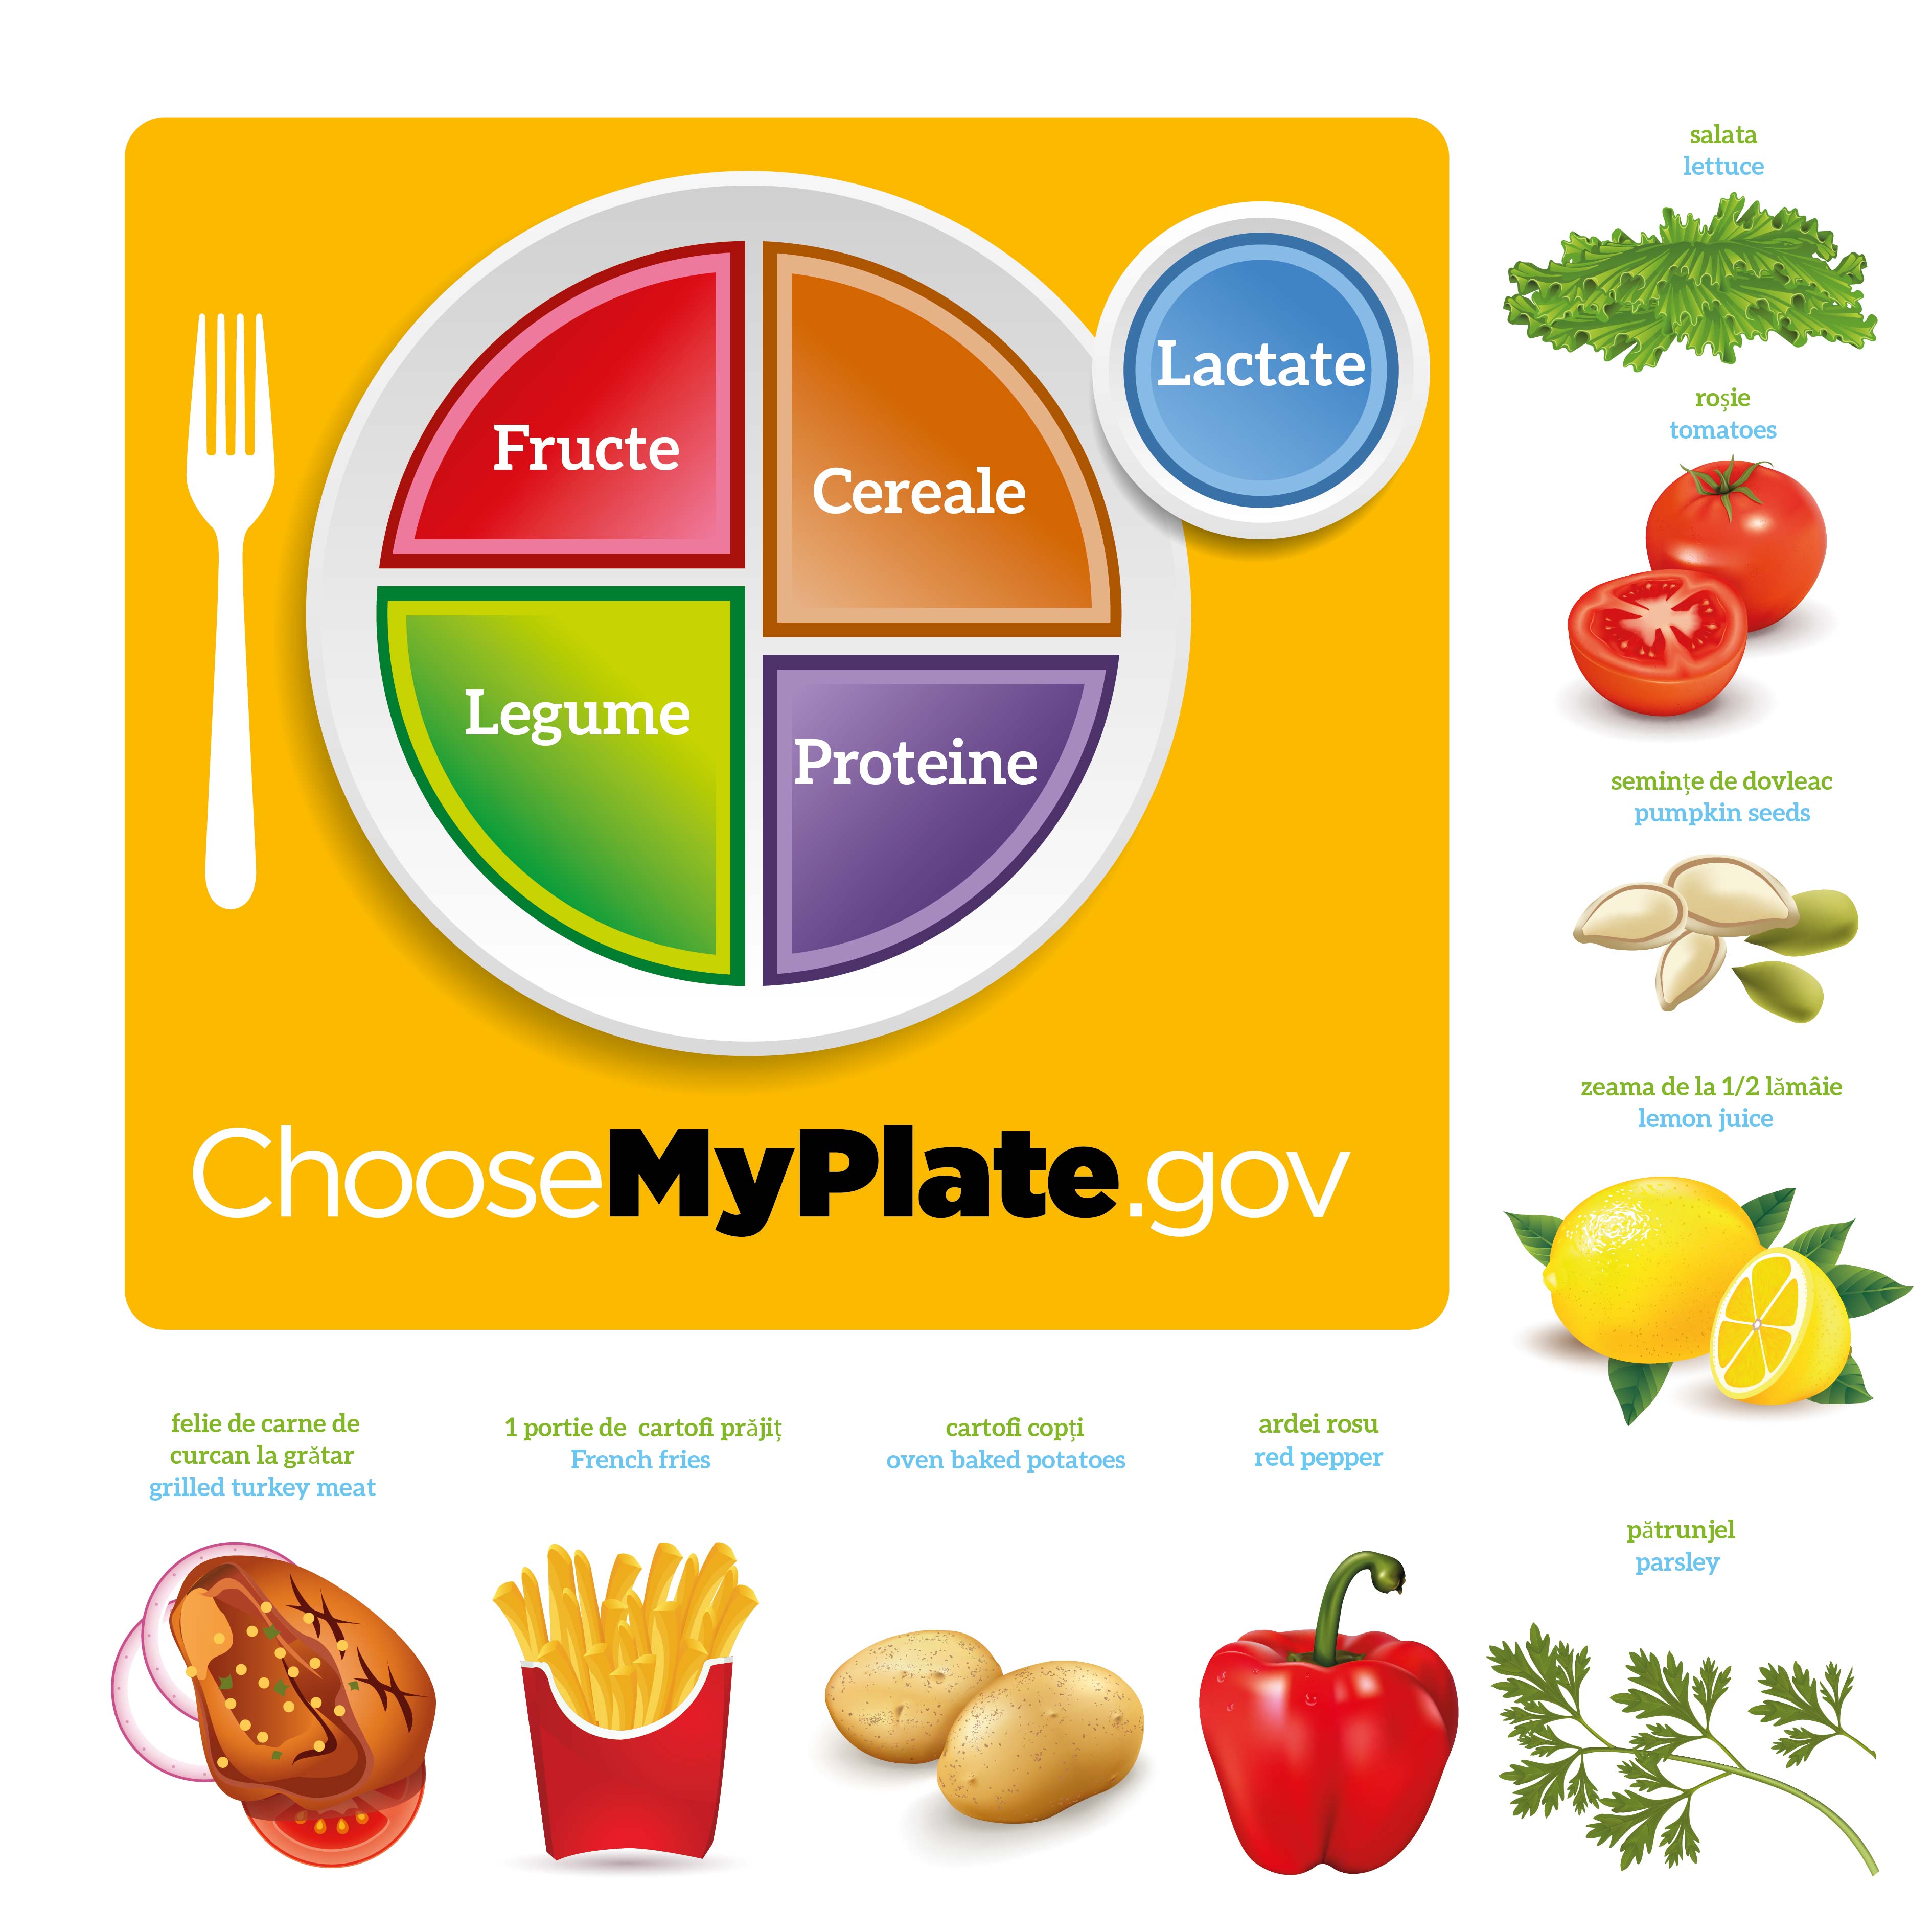 Fructe
Cereale
Lactate
Legume
Proteine
ChooseMyPlate.gov
salata
lettuce
roșie
tomatoes
semințe de dovleac
pumpkin seeds
zeama de la 1/2 lămâie
lemon juice
felie de carne de
curcan la grătar
grilled turkey meat
1 portie de  cartofi prăjiț
French fries
cartofi copți
oven baked potatoes
ardei rosu
red pepper
pătrunjel
parsley